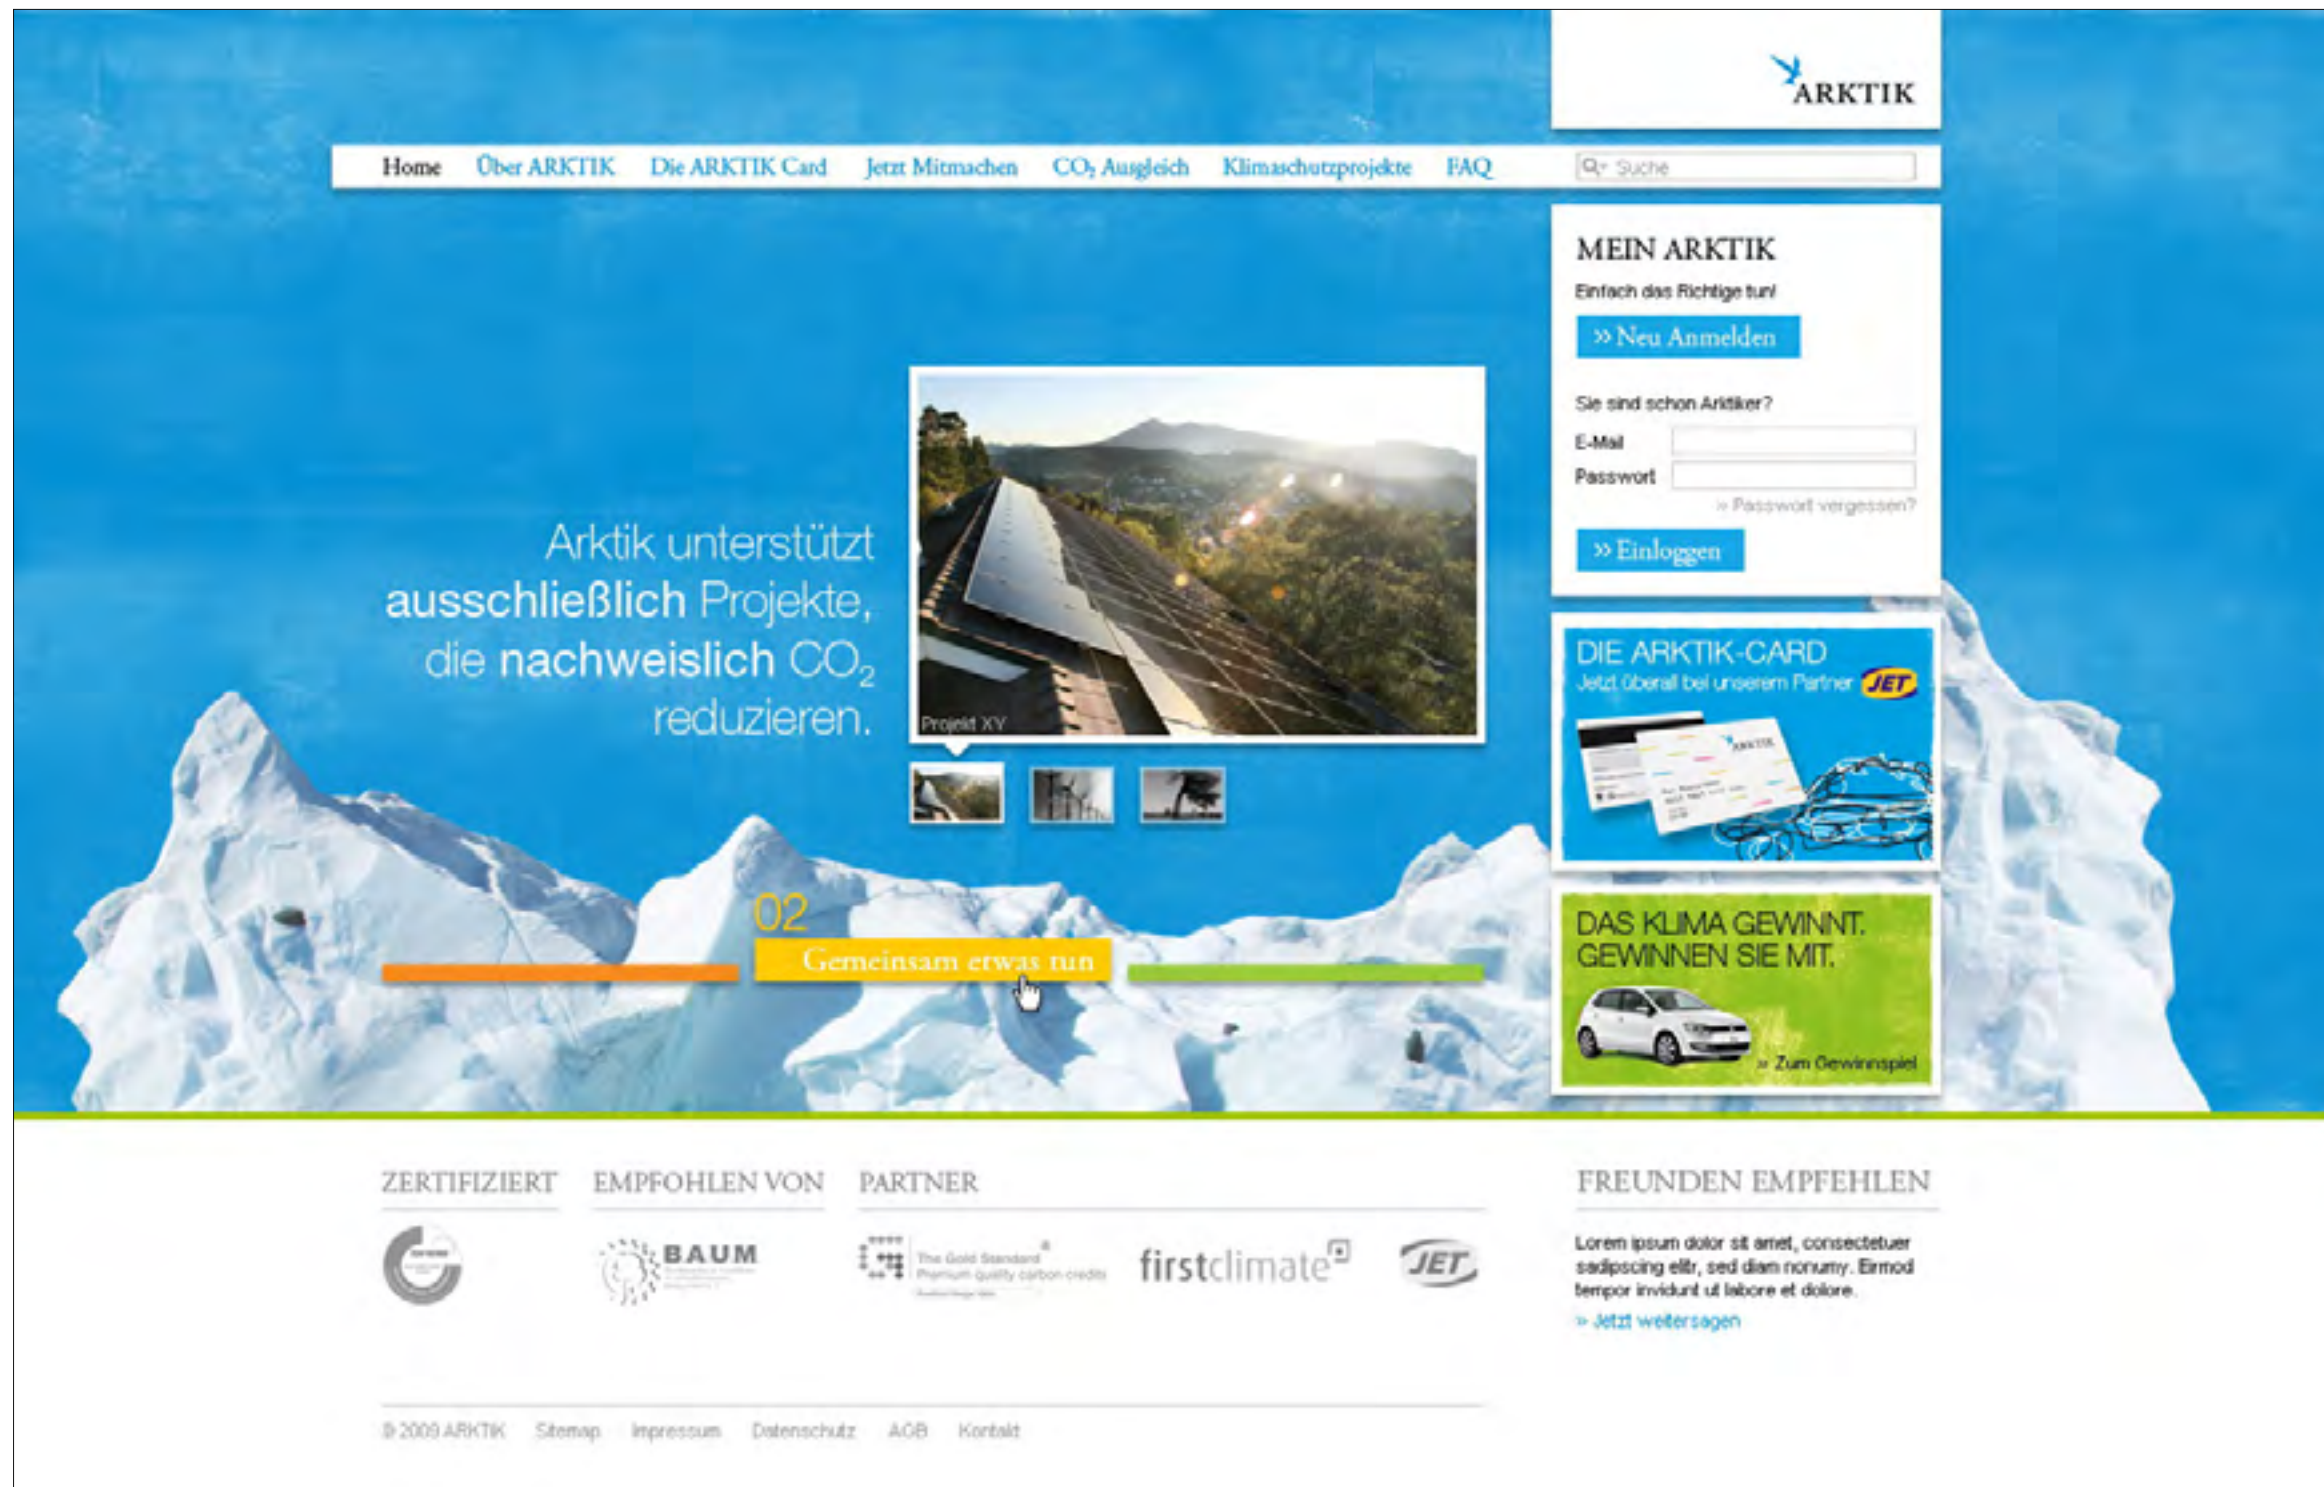 ARKTIK
Home Über ARKTIK Die ARKTIK Card Jetzt Mitmachen CO₂ Ausgleich Klimaschutzprojekte FAQ
Suche
MEIN ARKTIK
Einfach das Richtige tun!
» Neu Anmelden
Sie sind schon Arktiker?
E-Mail
Passwort
» Passwort vergessen?
» Einloggen
Arktik unterstützt
ausschließlich Projekte,
die nachweislich CO₂
reduzieren.
Projekt XY
DIE ARKTIK-CARD
Jetzt überall bei unserem Partner JET
ARKTIK
02
Gemeinsam etwas tun
DAS KLIMA GEWINNT.
GEWINNEN SIE MIT.
» Zum Gewinnspiel
ZERTIFIZIERT EMPFOHLEN VON PARTNER
BAUM
The Gold Standard®
Premium quality carbon credits
firstclimate
JET
FREUNDEN EMPFEHLEN
Lorem ipsum dolor sit amet, consectetuer
sadipscing elitr, sed diam nonumy. Eirmod
tempor invidunt ut labore et dolore.
» Jetzt weitersagen
© 2009 ARKTIK Sitemap Impressum Datenschutz AGB Kontakt